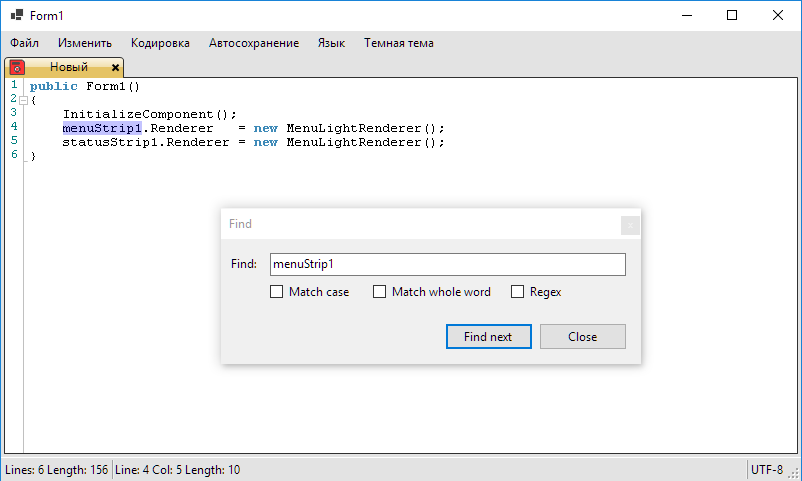 Form1
Файл Изменить Кодировка Автосохранение Язык Темная тема
Новый
1 public Form1()
2 {
3 InitializeComponent();
4 menuStrip1.Renderer = new MenuLightRenderer();
5 statusStrip1.Renderer = new MenuLightRenderer();
6 }
Find
Find: menuStrip1
Match case Match whole word Regex
Find next Close
Lines: 6 Length: 156 Line: 4 Col: 5 Length: 10 UTF-8